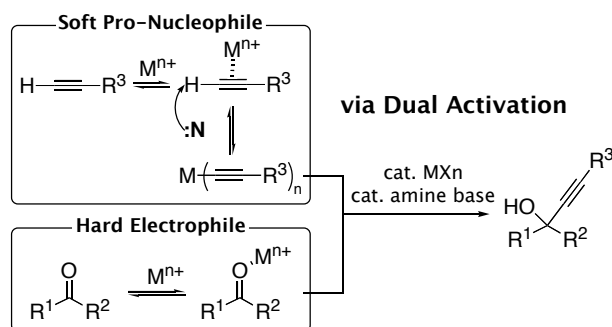 Soft Pro-Nucleophile
Mⁿ⁺
H R³ Mⁿ⁺ H R³
:N
M ( R³ )ₙ
via Dual Activation
cat. MXn
cat. amine base
R³
HO
R¹ R²
Hard Electrophile
O Mⁿ⁺ O Mⁿ⁺
R¹ R² R¹ R²